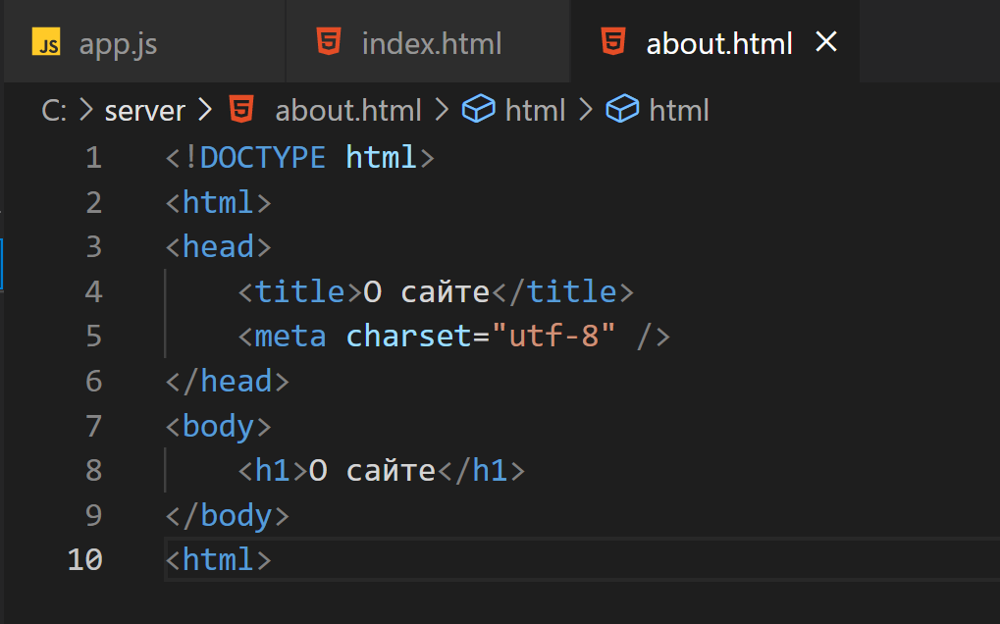 JS app.js index.html about.html ×
C: > server > about.html > html > html
1 <!DOCTYPE html>
2 <html>
3 <head>
4 <title>О сайте</title>
5 <meta charset="utf-8" />
6 </head>
7 <body>
8 <h1>О сайте</h1>
9 </body>
10 <html>